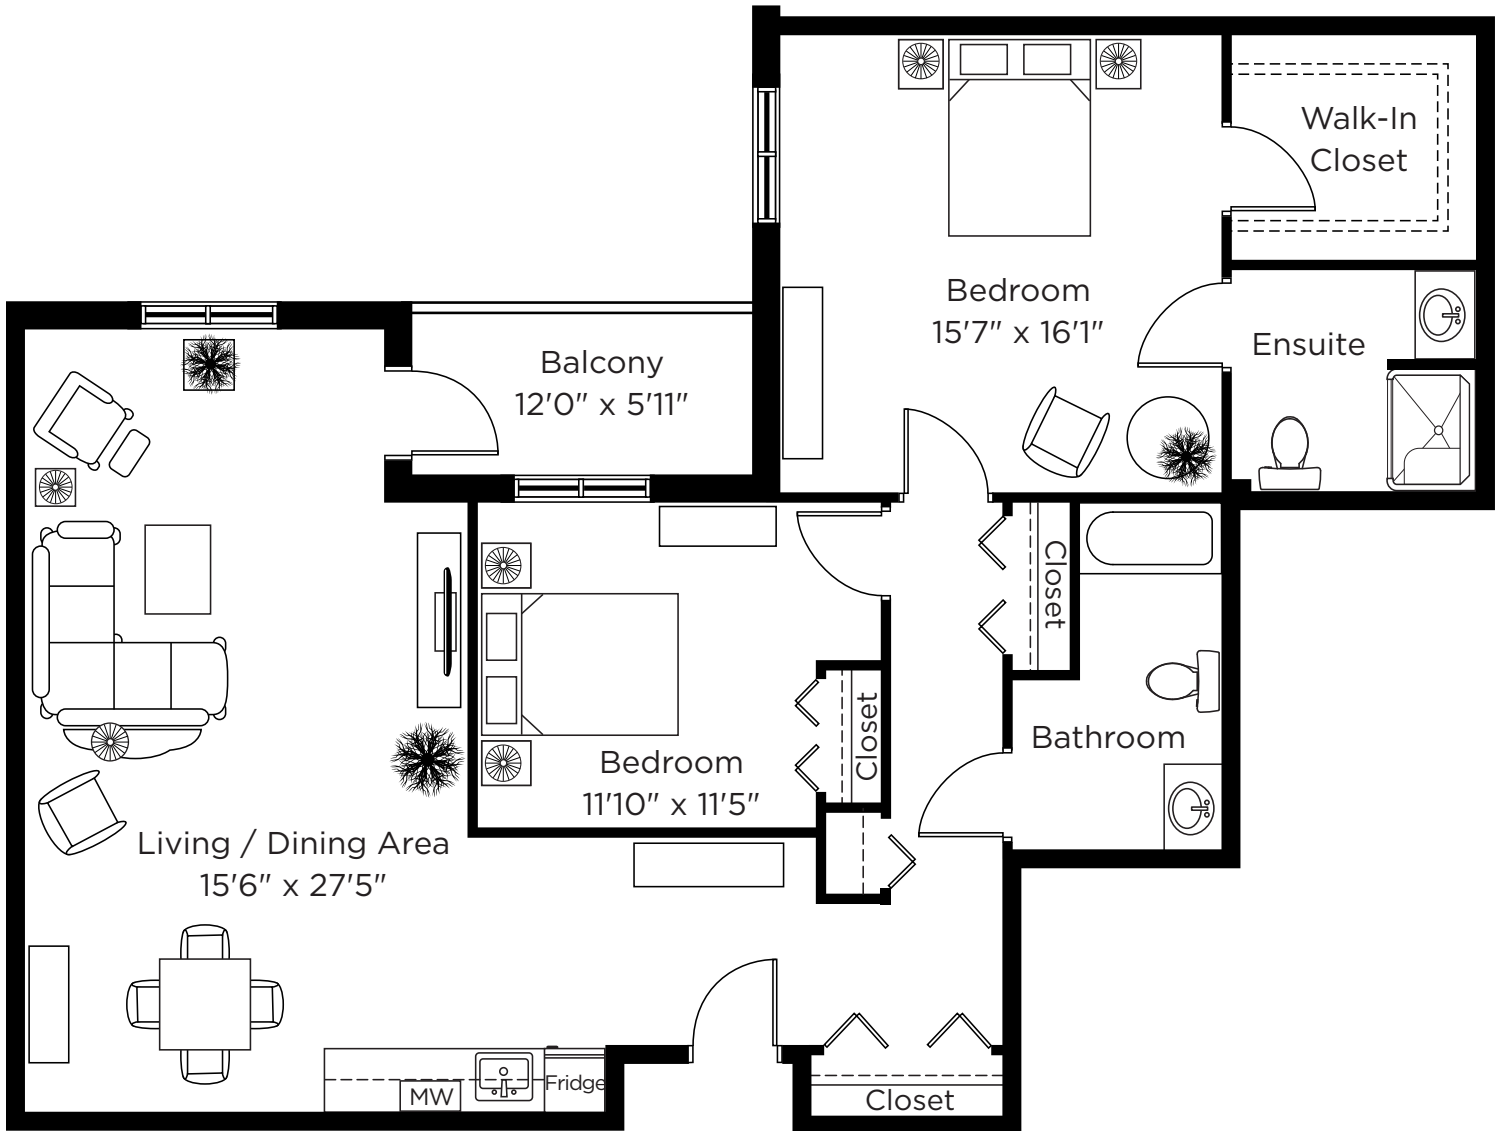 Walk-In
Closet
Bedroom
15'7" x 16'1"
Ensuite
Balcony
12'0" x 5'11"
Closet
Closet
Bathroom
Bedroom
11'10" x 11'5"
Living / Dining Area
15'6" x 27'5"
Fridge
MW
Closet